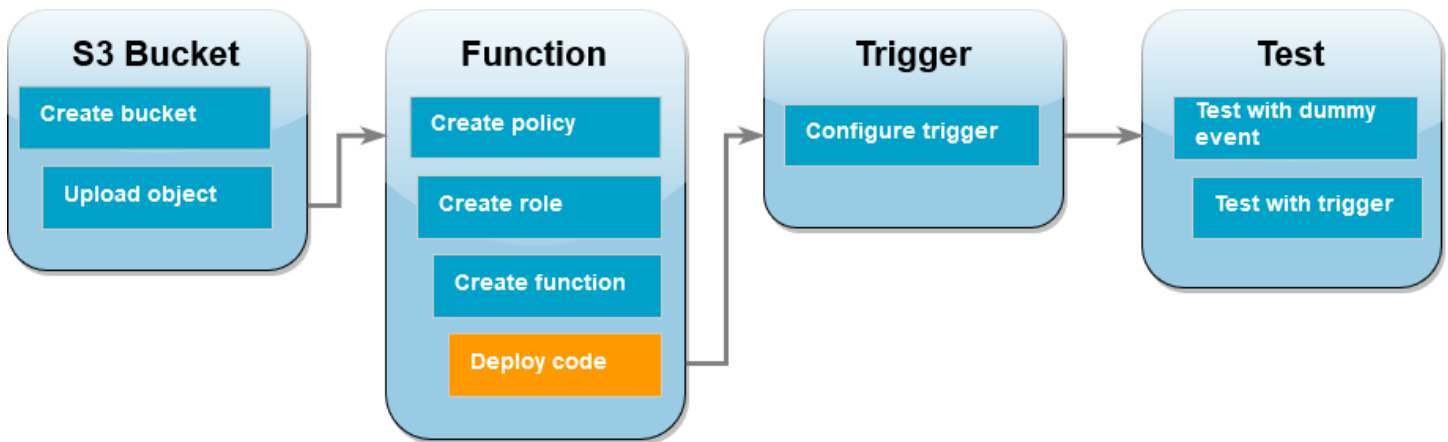 S3 Bucket
Create bucket
Upload object
Function
Create policy
Create role
Create function
Deploy code
Trigger
Configure trigger
Test
Test with dummy
event
Test with trigger